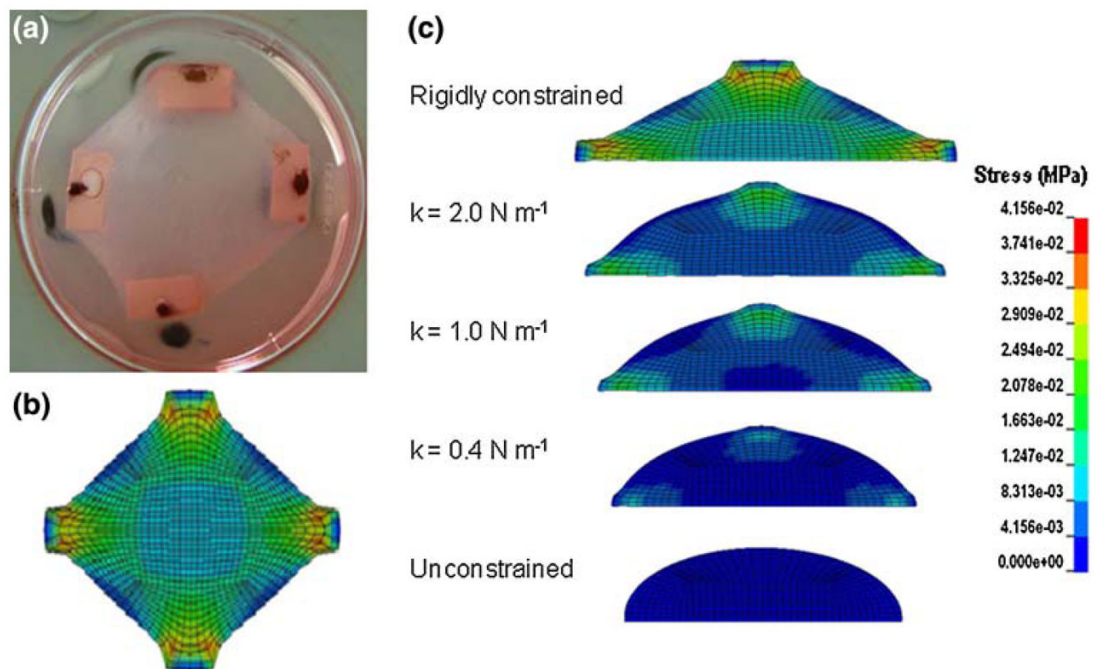 (a)
(b)
(c)
Rigidly constrained
k = 2.0 N m-1
k = 1.0 N m-1
k = 0.4 N m-1
Unconstrained
Stress (MPa)
4.156e-02
3.741e-02
3.325e-02
2.909e-02
2.494e-02
2.078e-02
1.663e-02
1.247e-02
8.313e-03
4.156e-03
0.000e+00